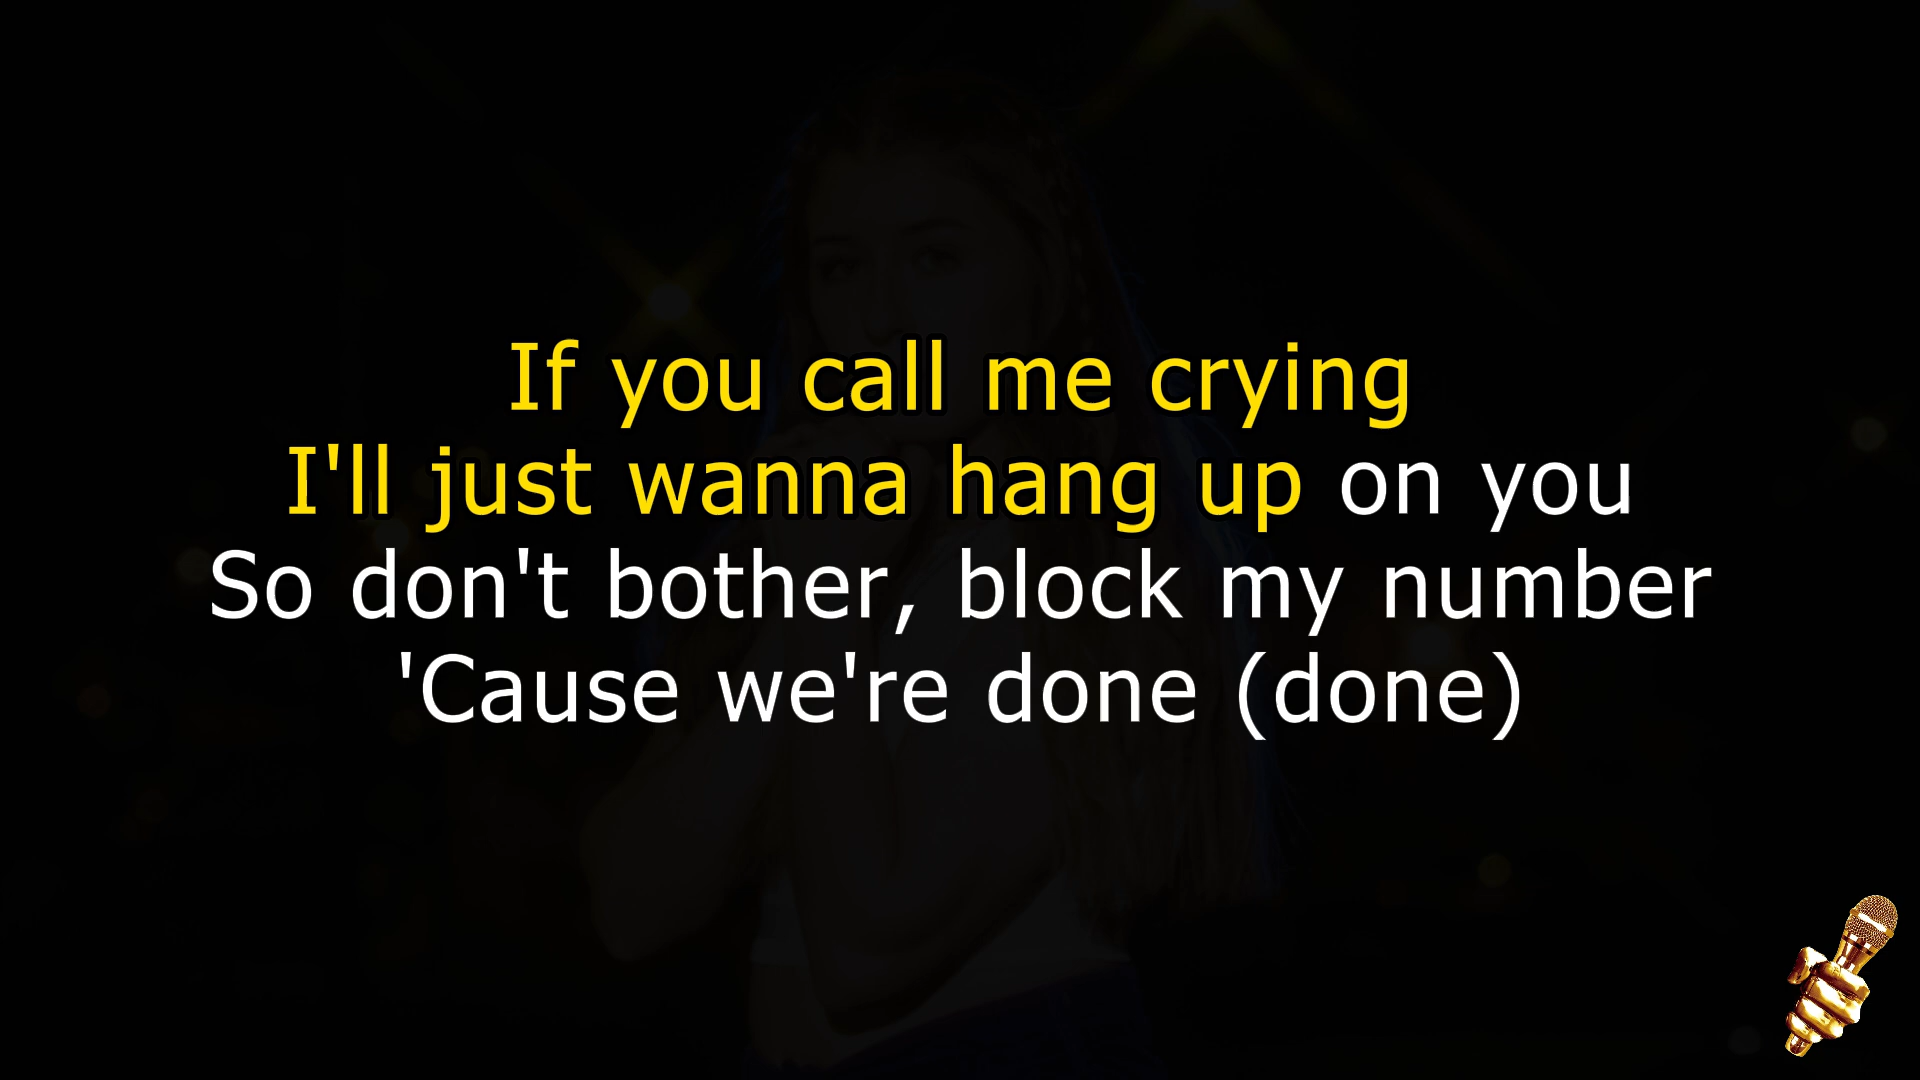 If you call me crying
I'll just wanna hang up on you
So don't bother, block my number
'Cause we're done (done)